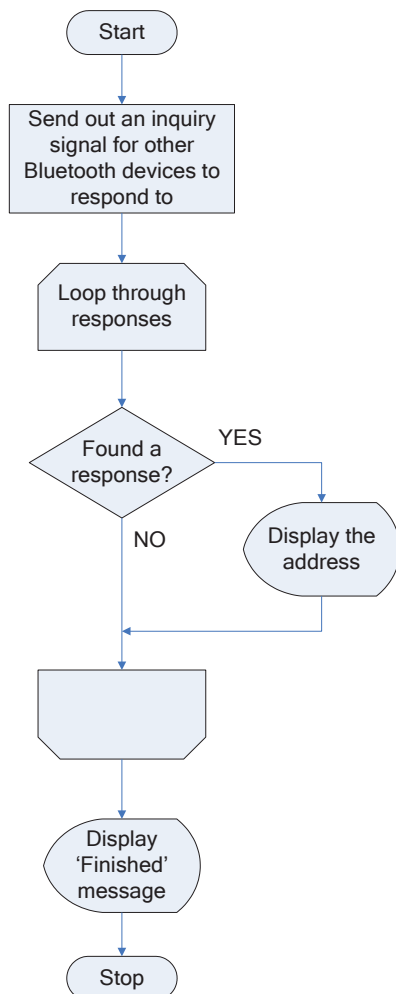 Start
Send out an inquiry
signal for other
Bluetooth devices to
respond to
Loop through
responses
Found a
response?
YES
NO
Display the
address
Display
‘Finished’
message
Stop